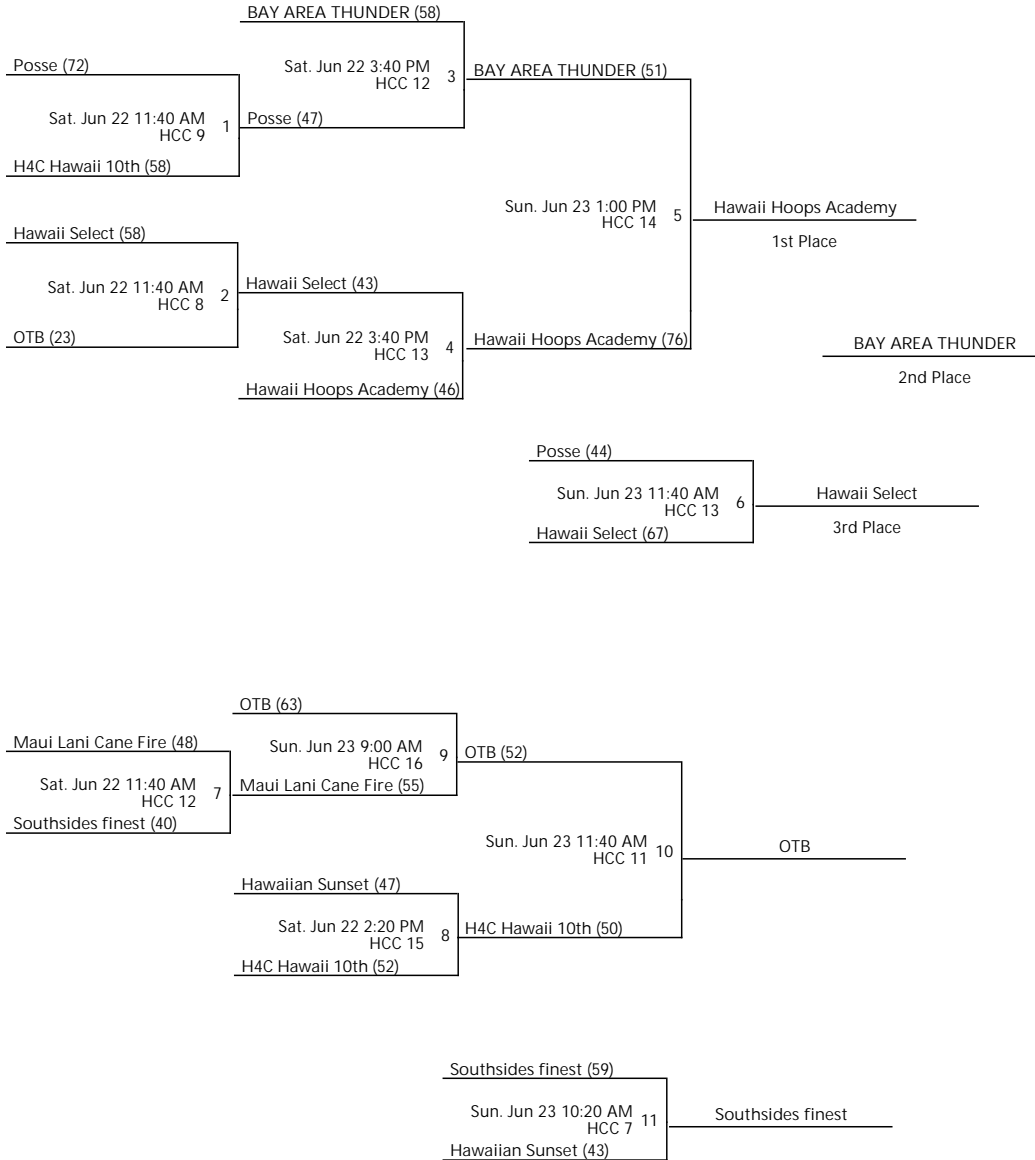 BAY AREA THUNDER (58)
Posse (72)
Sat. Jun 22 3:40 PM
HCC 12
3
BAY AREA THUNDER (51)
Sat. Jun 22 11:40 AM
HCC 9
1
Posse (47)
H4C Hawaii 10th (58)
Sun. Jun 23 1:00 PM
HCC 14
5
Hawaii Hoops Academy
1st Place
Hawaii Select (58)
Sat. Jun 22 11:40 AM
HCC 8
2
Hawaii Select (43)
OTB (23)
Sat. Jun 22 3:40 PM
HCC 13
4
Hawaii Hoops Academy (76)
Hawaii Hoops Academy (46)
BAY AREA THUNDER
2nd Place
Posse (44)
Sun. Jun 23 11:40 AM
HCC 13
6
Hawaii Select
3rd Place
Hawaii Select (67)
OTB (63)
Maui Lani Cane Fire (48)
Sun. Jun 23 9:00 AM
HCC 16
9
OTB (52)
Sat. Jun 22 11:40 AM
HCC 12
7
Maui Lani Cane Fire (55)
Southsides finest (40)
Sun. Jun 23 11:40 AM
HCC 11
10
OTB
Hawaiian Sunset (47)
Sat. Jun 22 2:20 PM
HCC 15
8
H4C Hawaii 10th (50)
H4C Hawaii 10th (52)
Southsides finest (59)
Sun. Jun 23 10:20 AM
HCC 7
11
Southsides finest
Hawaiian Sunset (43)